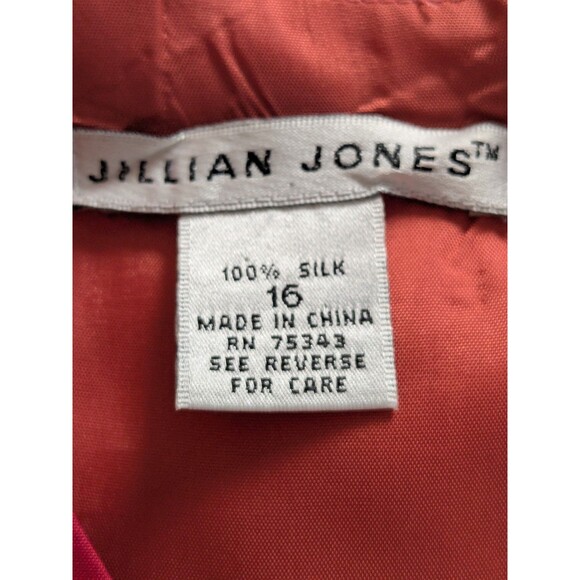 JILLIAN JONES™
100% SILK
16
MADE IN CHINA
RN 75343
SEE REVERSE
FOR CARE